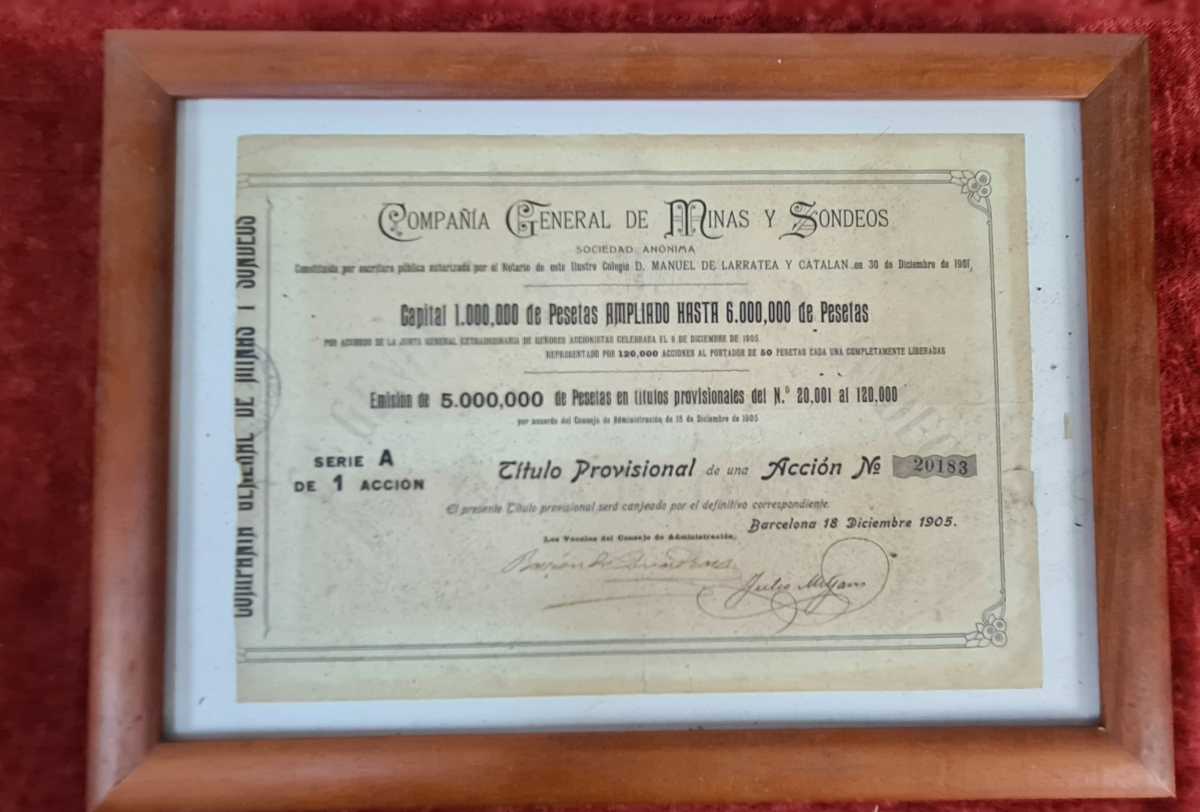 COMPAÑIA GENERAL DE MINAS Y SONDEOS
COMPAÑÍA GENERAL DE MINAS Y SONDEOS
SOCIEDAD ANÓNIMA
Constituida por escritura pública autorizada por el Notario de este Ilustre Colegio D. MANUEL DE LARRATEA Y CATALAN en 30 de Diciembre de 1901,
Capital 1.000,000 de Pesetas AMPLIADO HASTA 6.000,000 de Pesetas
POR ACUERDO DE LA JUNTA GENERAL EXTRAORDINARIA DE SEÑORES ACCIONISTAS CELEBRADA EL 9 DE DICIEMBRE DE 1905
REPRESENTADO POR 120,000 ACCIONES AL PORTADOR DE 50 PESETAS CADA UNA COMPLETAMENTE LIBERADAS
Emisión de 5.000,000 de Pesetas en títulos provisionales del N.º 20,001 al 120,000
por acuerdo del Consejo de Administración de 15 de Diciembre de 1905
SERIE A
DE 1 ACCIÓN
Título Provisional de una Acción No 20183
El presente Título provisional será canjeado por el definitivo correspondiente.
Barcelona 18 Diciembre 1905.
Los Vocales del Consejo de Administración,
Julio